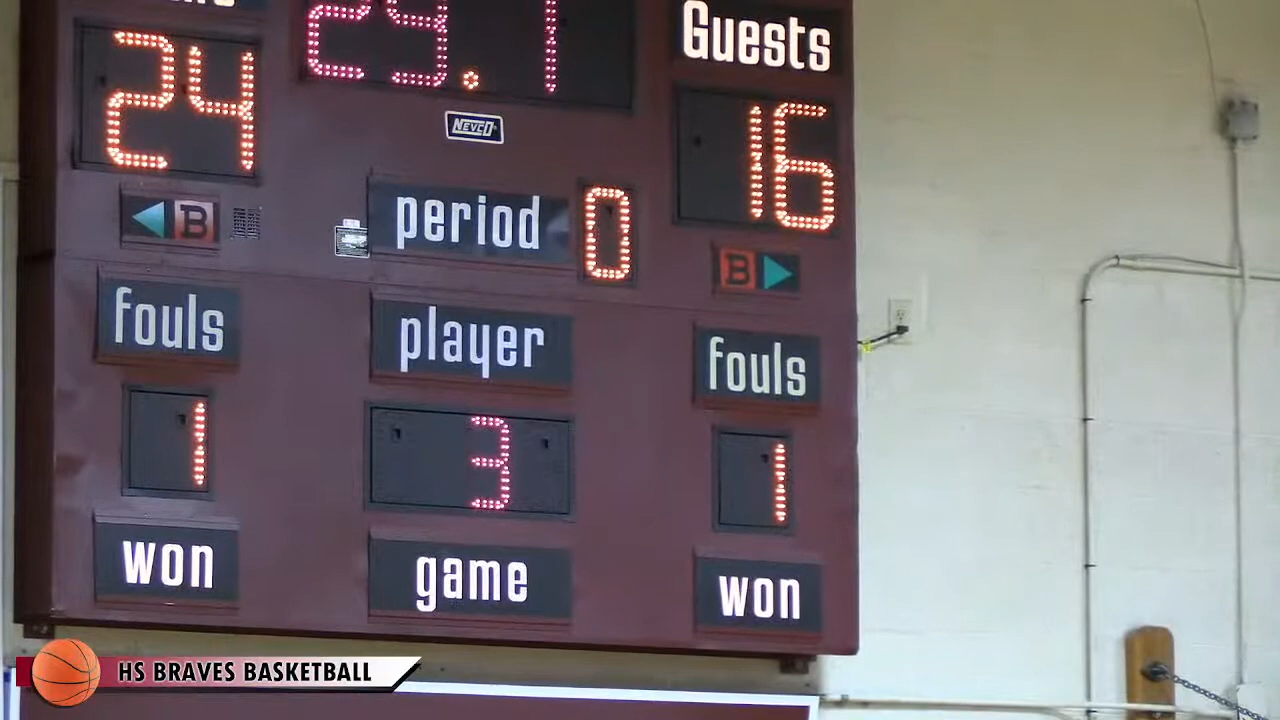 29.1
Guests
24
16
NEVCO
period 0
B
B
fouls
player
fouls
1
3
1
won
game
won
HS BRAVES BASKETBALL